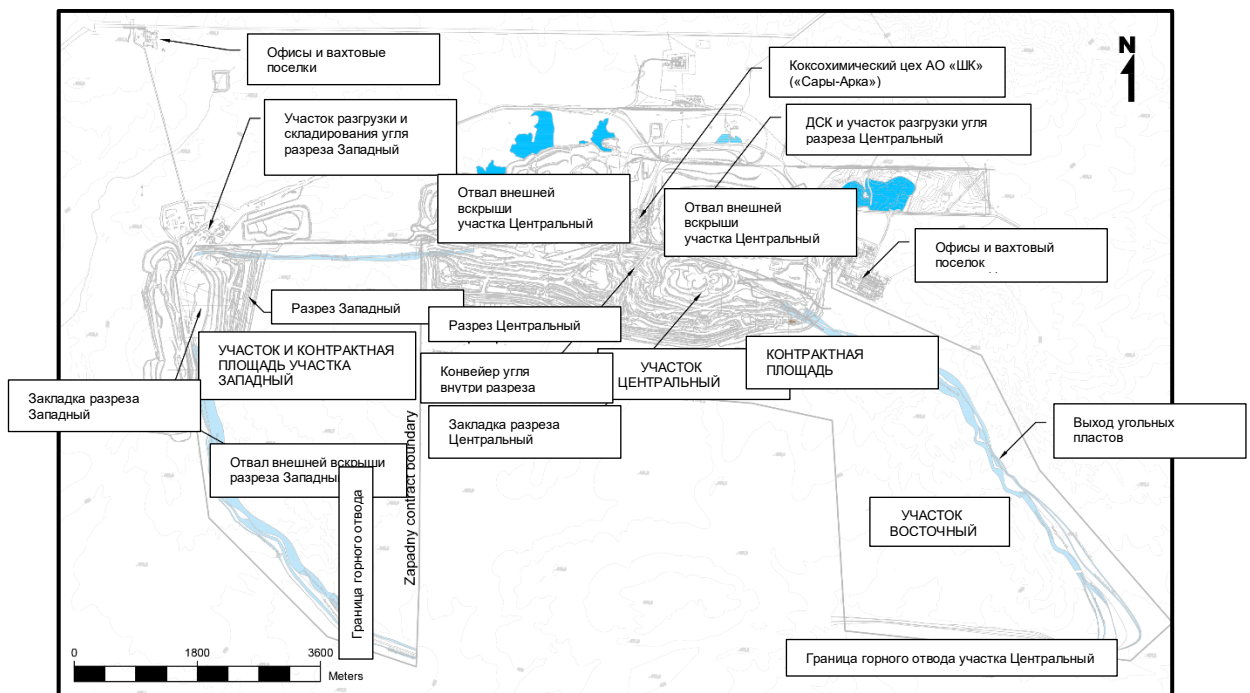 Офисы и вахтовые
поселки
N
Коксохимический цех АО «ШК»
(«Сары-Арка»)
Участок разгрузки и
складирования угля
разреза Западный
ДСК и участок разгрузки угля
разреза Центральный
Отвал внешней
вскрыши
участка Центральный
Отвал внешней
вскрыши
участка Центральный
Офисы и вахтовый
поселок
Разрез Западный
Разрез Центральный
УЧАСТОК И КОНТРАКТНАЯ
ПЛОЩАДЬ УЧАСТКА
ЗАПАДНЫЙ
Конвейер угля
внутри разреза
УЧАСТОК
ЦЕНТРАЛЬНЫЙ
КОНТРАКТНАЯ
ПЛОЩАДЬ
Закладка разреза
Западный
Закладка разреза
Центральный
Выход угольных
пластов
Отвал внешней вскрыши
разреза Западный
Граница горного отвода
Zapadny contract boundary
УЧАСТОК
ВОСТОЧНЫЙ
Граница горного отвода участка Центральный
0 1800 3600
Meters